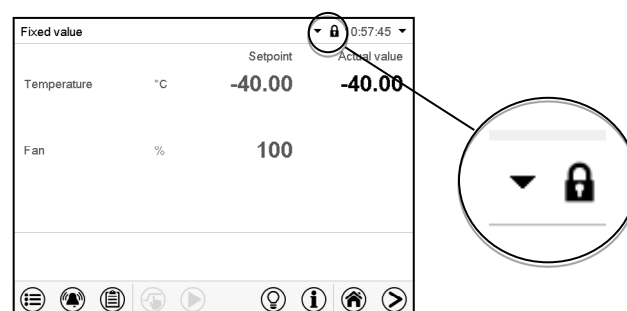 Fixed value 0:57:45
Setpoint Actual value
Temperature °C -40.00 -40.00
Fan % 100